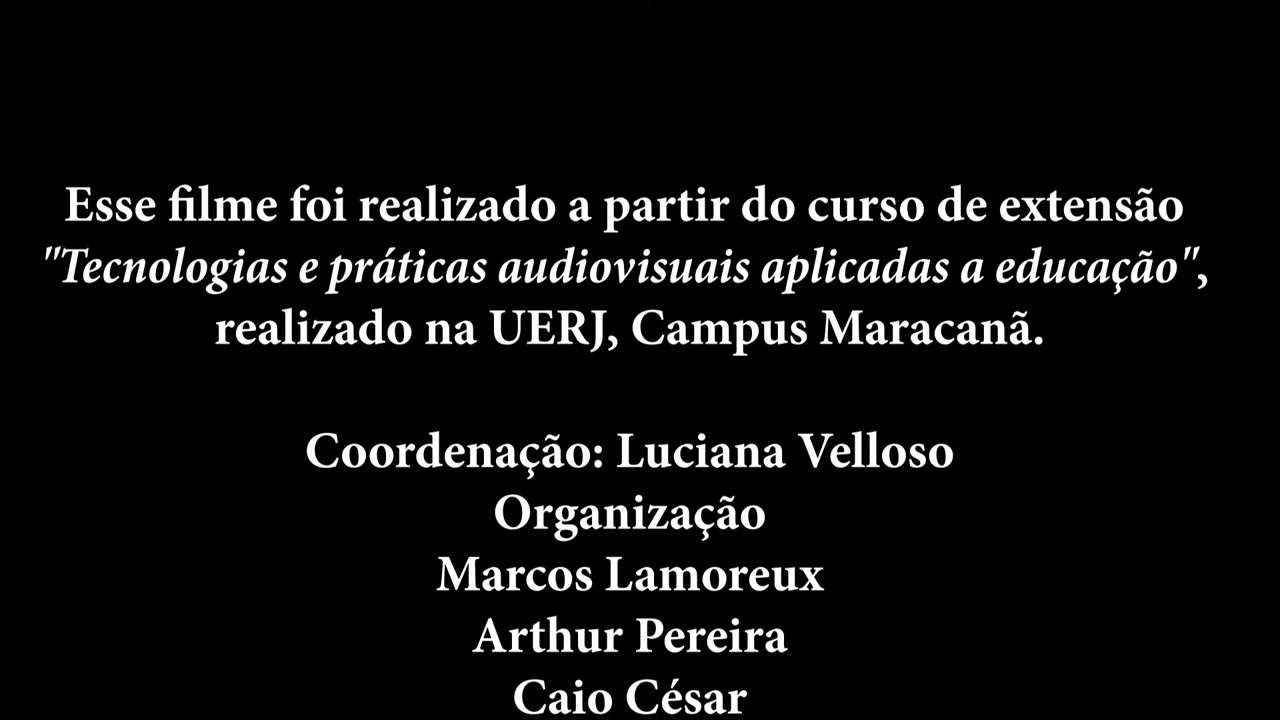 Esse filme foi realizado a partir do curso de extensão
"Tecnologias e práticas audiovisuais aplicadas a educação",
realizado na UERJ, Campus Maracanã.
Coordenação: Luciana Velloso
Organização
Marcos Lamoreux
Arthur Pereira
Caio César